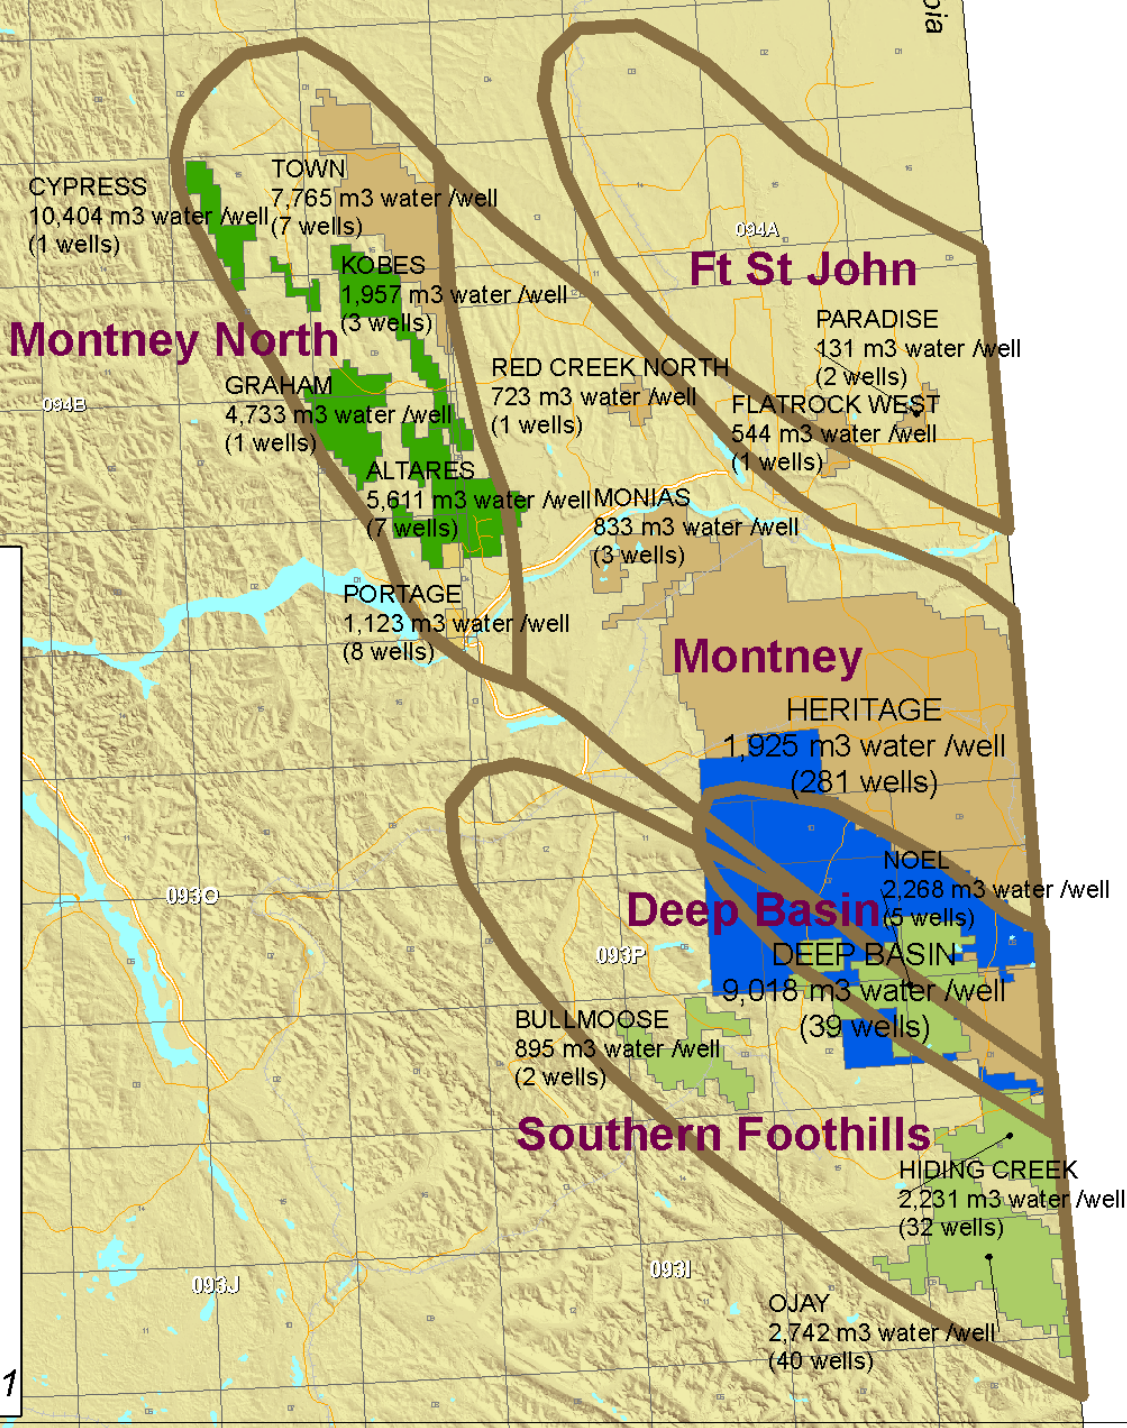 bia
CYPRESS
10,404 m3 water /well
(1 wells)
TOWN
7,765 m3 water /well
(7 wells)
094A
Ft St John
KOBES
1,957 m3 water /well
(3 wells)
Montney North
PARADISE
131 m3 water /well
(2 wells)
GRAHAM
4,733 m3 water /well
(1 wells)
RED CREEK NORTH
723 m3 water /well
(1 wells)
094B
FLATROCK WEST
544 m3 water /well
(1 wells)
ALTARES
5,611 m3 water /well
(7 wells)
MONIAS
833 m3 water /well
(3 wells)
PORTAGE
1,123 m3 water /well
(8 wells)
Montney
HERITAGE
1,925 m3 water /well
(281 wells)
NOEL
2,268 m3 water /well
(5 wells)
093O
Deep Basin
093P
DEEP BASIN
9,018 m3 water /well
(39 wells)
BULLMOOSE
895 m3 water /well
(2 wells)
Southern Foothills
HIDING CREEK
2,231 m3 water /well
(32 wells)
093J
093I
OJAY
2,742 m3 water /well
(40 wells)
1